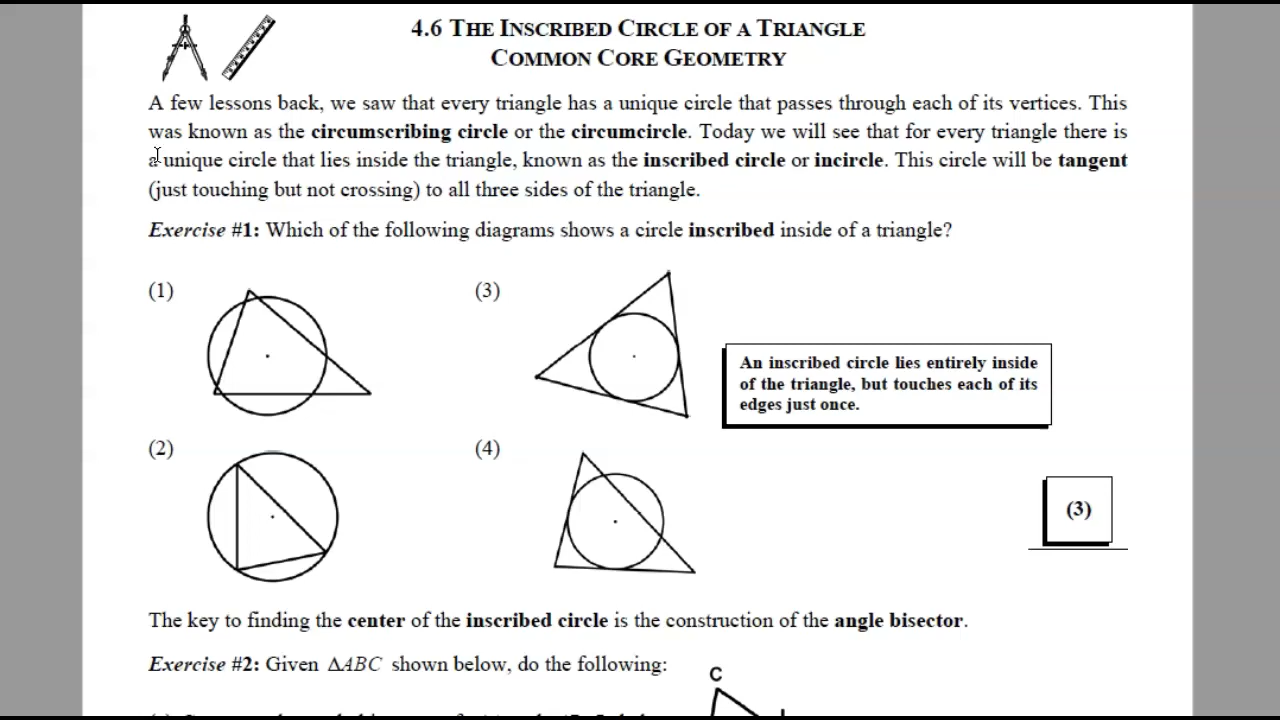 4.6 THE INSCRIBED CIRCLE OF A TRIANGLE
COMMON CORE GEOMETRY
A few lessons back, we saw that every triangle has a unique circle that passes through each of its vertices. This
was known as the circumscribing circle or the circumcircle. Today we will see that for every triangle there is
a unique circle that lies inside the triangle, known as the inscribed circle or incircle. This circle will be tangent
(just touching but not crossing) to all three sides of the triangle.
Exercise #1: Which of the following diagrams shows a circle inscribed inside of a triangle?
(1)
(3)
An inscribed circle lies entirely inside
of the triangle, but touches each of its
edges just once.
(2)
(4)
(3)
The key to finding the center of the inscribed circle is the construction of the angle bisector.
Exercise #2: Given ΔABC shown below, do the following:
C